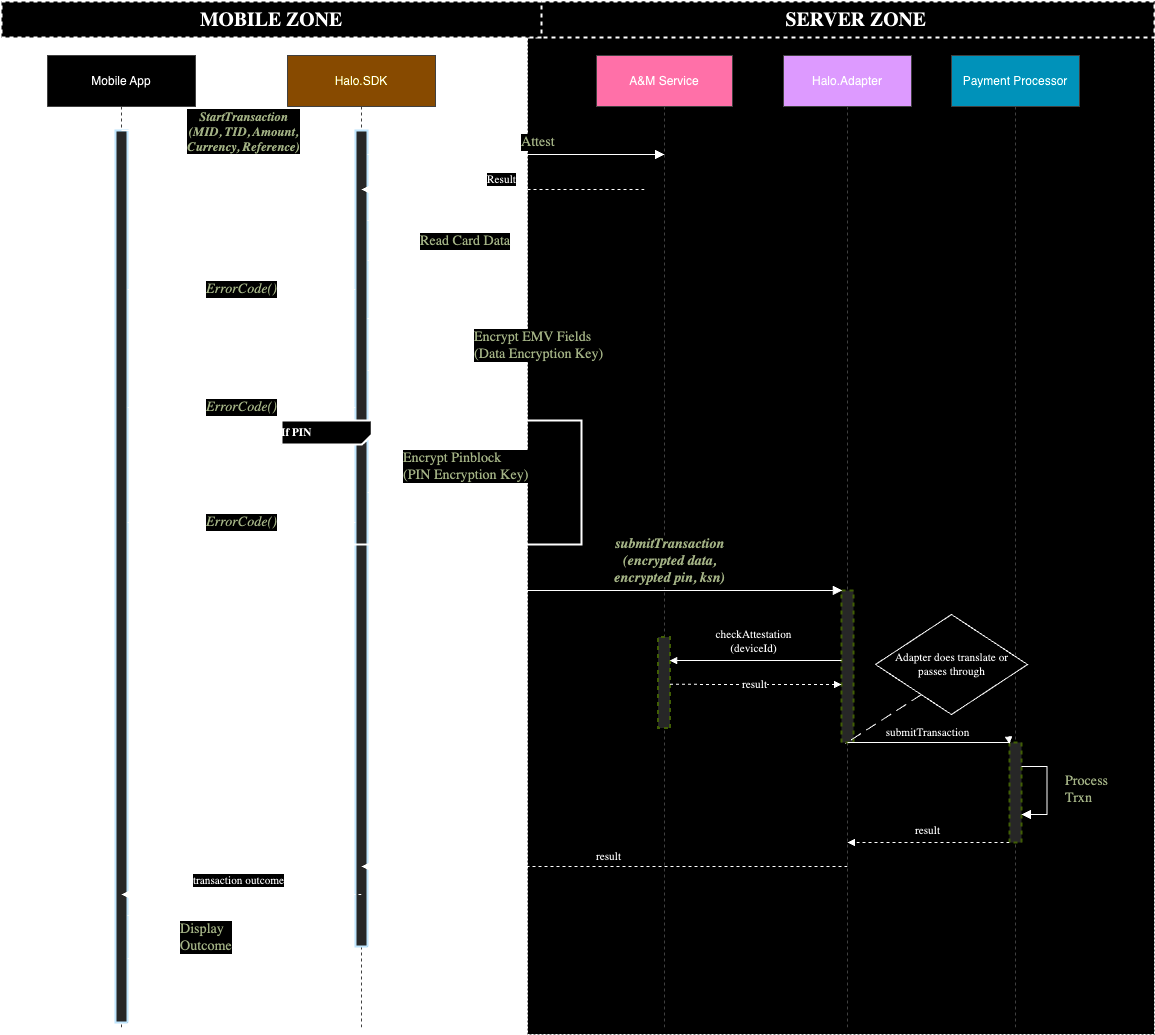 MOBILE ZONE
SERVER ZONE
Mobile App
Halo.SDK
A&M Service
Halo.Adapter
Payment Processor
StartTransaction
(MID, TID, Amount,
Currency, Reference)
Attest
Result
Read Card Data
ErrorCode()
Encrypt EMV Fields
(Data Encryption Key)
ErrorCode()
If PIN
Encrypt Pinblock
(PIN Encryption Key)
ErrorCode()
submitTransaction
(encrypted data,
encrypted pin, ksn)
checkAttestation
(deviceId)
Adapter does translate or
passes through
result
submitTransaction
Process
Trxn
result
result
transaction outcome
Display
Outcome